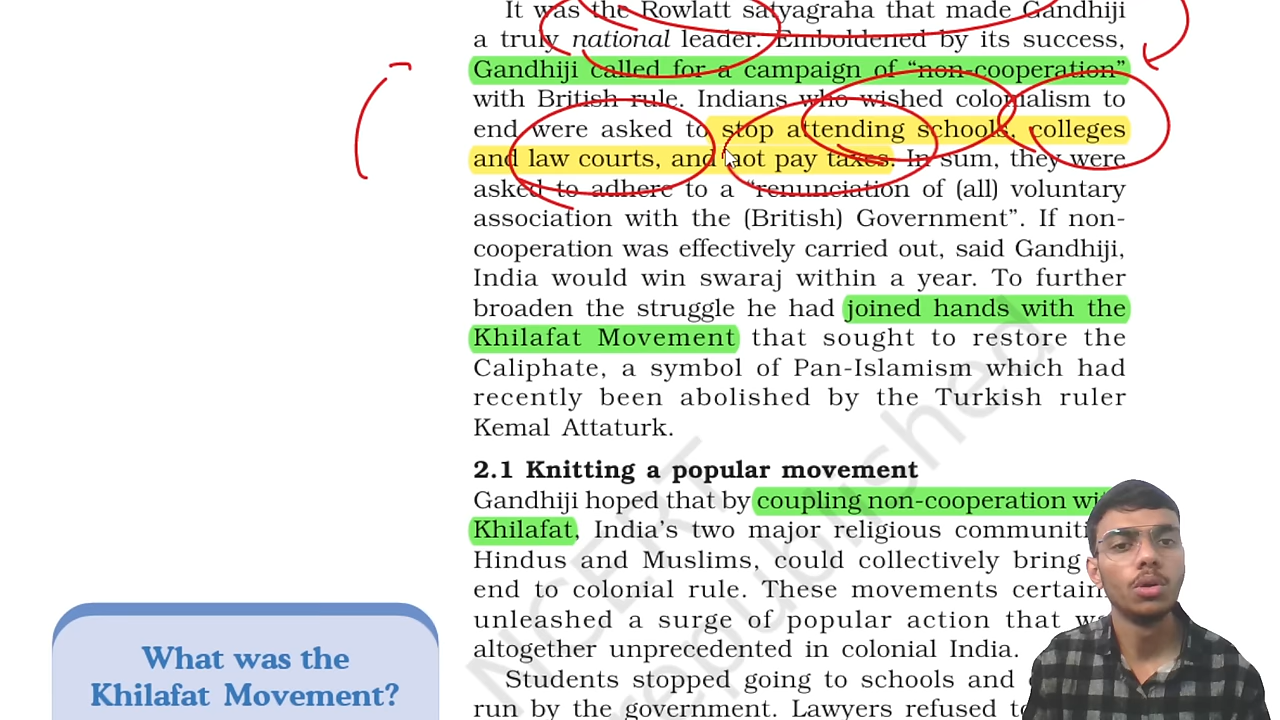 It was the Rowlatt satyagraha that made Gandhiji
a truly national leader. Emboldened by its success,
Gandhiji called for a campaign of “non-cooperation”
with British rule. Indians who wished colonialism to
end were asked to stop attending schools, colleges
and law courts, and not pay taxes. In sum, they were
asked to adhere to a “renunciation of (all) voluntary
association with the (British) Government”. If non-
cooperation was effectively carried out, said Gandhiji,
India would win swaraj within a year. To further
broaden the struggle he had joined hands with the
Khilafat Movement that sought to restore the
Caliphate, a symbol of Pan-Islamism which had
recently been abolished by the Turkish ruler
Kemal Attaturk.
2.1 Knitting a popular movement
Gandhiji hoped that by coupling non-cooperation
Khilafat, India’s two major religious
Hindus and Muslims, could collectively bring
end to colonial rule. These movements
unleashed a surge of popular action that
altogether unprecedented in colonial India.
Students stopped going to schools and
run by the government. Lawyers refused to
What was the
Khilafat Movement?
NCERT
republished